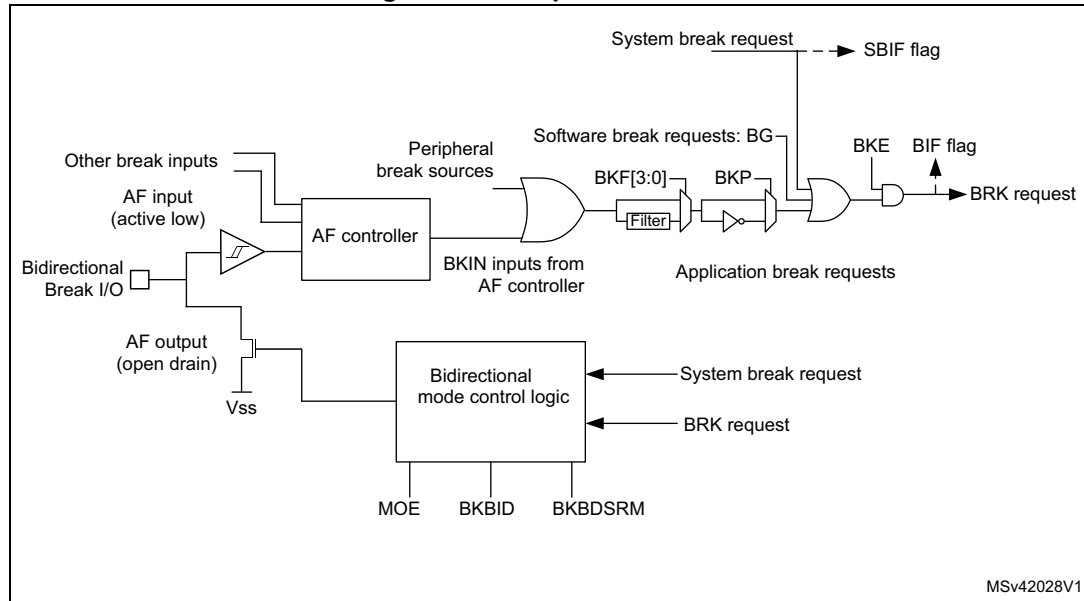 System break request
SBIF flag
Software break requests: BG
BKE
BIF flag
Other break inputs
Peripheral
break sources
BKF[3:0]
BKP
BRK request
AF input
(active low)
Filter
AF controller
Bidirectional
Break I/O
BKIN inputs from
AF controller
Application break requests
AF output
(open drain)
Bidirectional
mode control logic
System break request
Vss
BRK request
MOE
BKBID
BKBDSRM
MSv42028V1